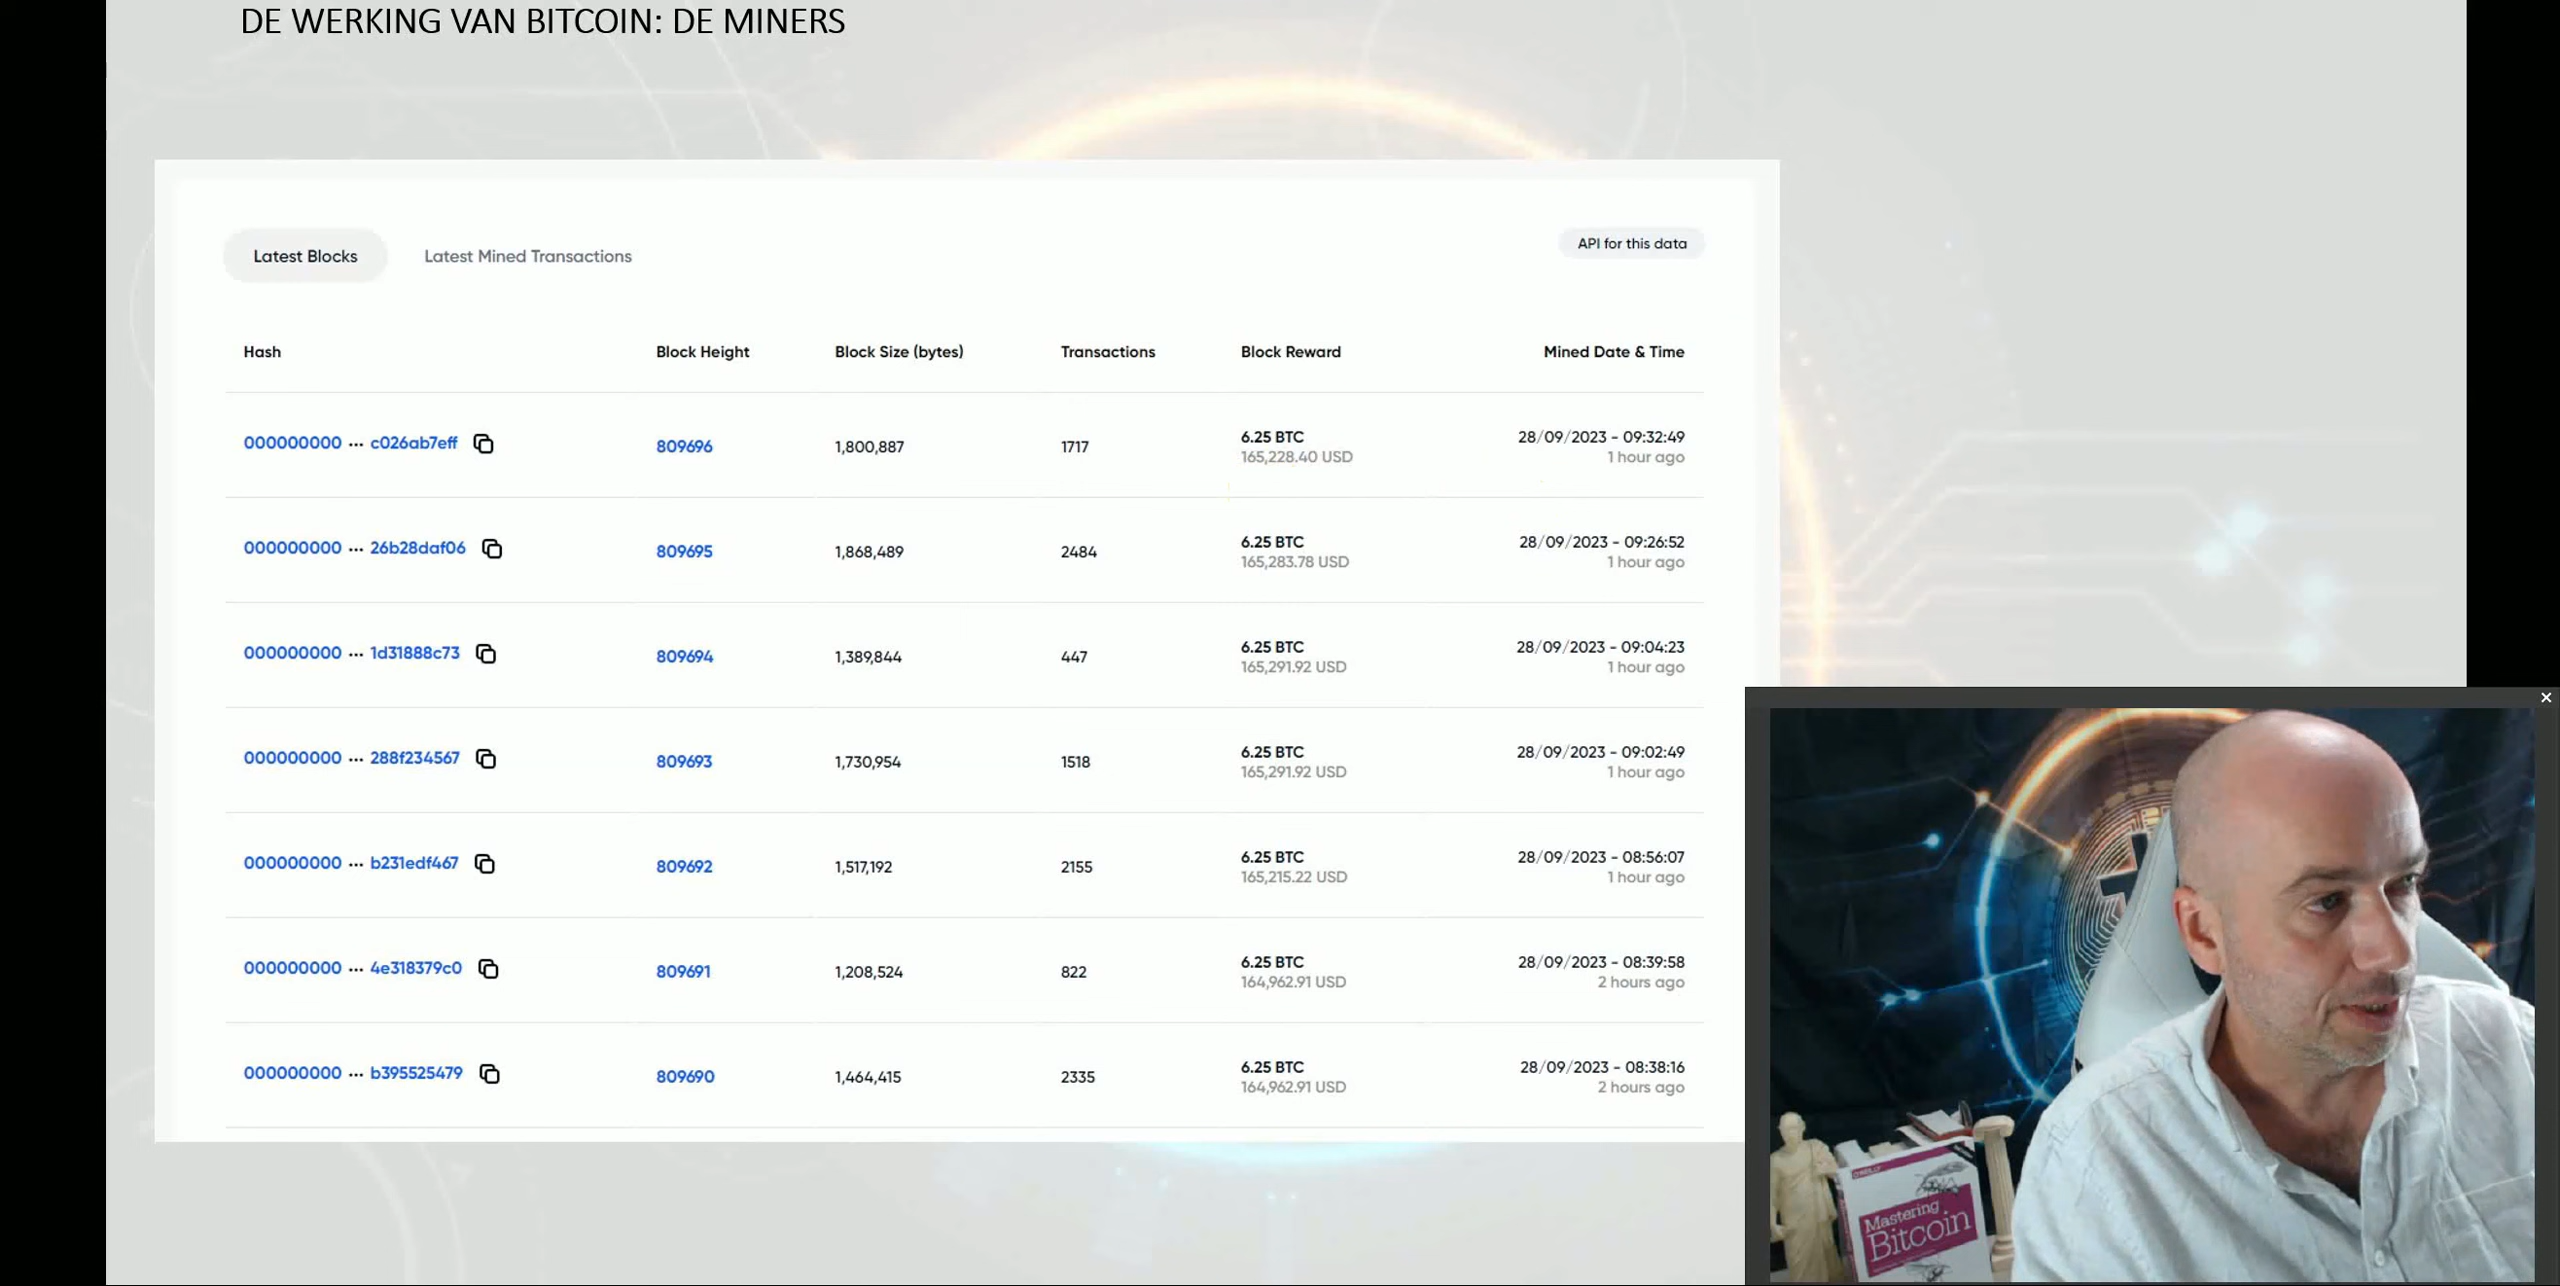 DE WERKING VAN BITCOIN: DE MINERS
Latest Blocks Latest Mined Transactions API for this data
Hash Block Height Block Size (bytes) Transactions Block Reward Mined Date & Time
000000000 ··· c026ab7eff 809696 1,800,887 1717 6.25 BTC 28/09/2023 - 09:32:49
165,228.40 USD 1 hour ago
000000000 ··· 26b28daf06 809695 1,868,489 2484 6.25 BTC 28/09/2023 - 09:26:52
165,283.78 USD 1 hour ago
000000000 ··· 1d31888c73 809694 1,389,844 447 6.25 BTC 28/09/2023 - 09:04:23
165,291.92 USD 1 hour ago
000000000 ··· 288f234567 809693 1,730,954 1518 6.25 BTC 28/09/2023 - 09:02:49
165,291.92 USD 1 hour ago
000000000 ··· b231edf467 809692 1,517,192 2155 6.25 BTC 28/09/2023 - 08:56:07
165,215.22 USD 1 hour ago
000000000 ··· 4e318379c0 809691 1,208,524 822 6.25 BTC 28/09/2023 - 08:39:58
164,962.91 USD 2 hours ago
000000000 ··· b395525479 809690 1,464,415 2335 6.25 BTC 28/09/2023 - 08:38:16
164,962.91 USD 2 hours ago
O'REILLY
Mastering
Bitcoin